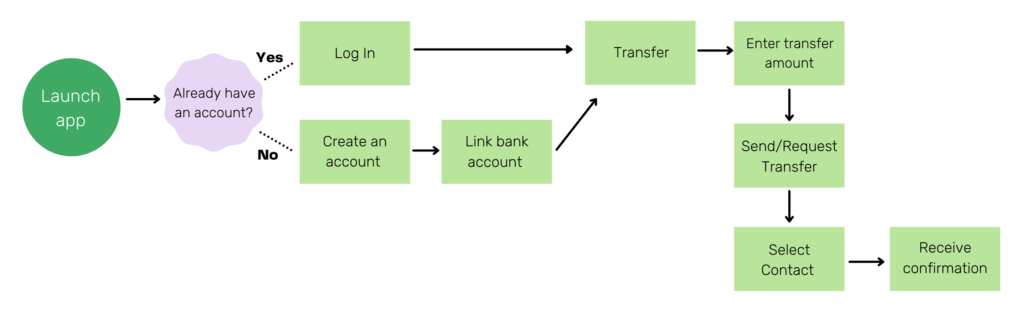 Launch
app
Already have
an account?
Yes
No
Log In
Create an
account
Link bank
account
Transfer
Enter transfer
amount
Send/Request
Transfer
Select
Contact
Receive
confirmation